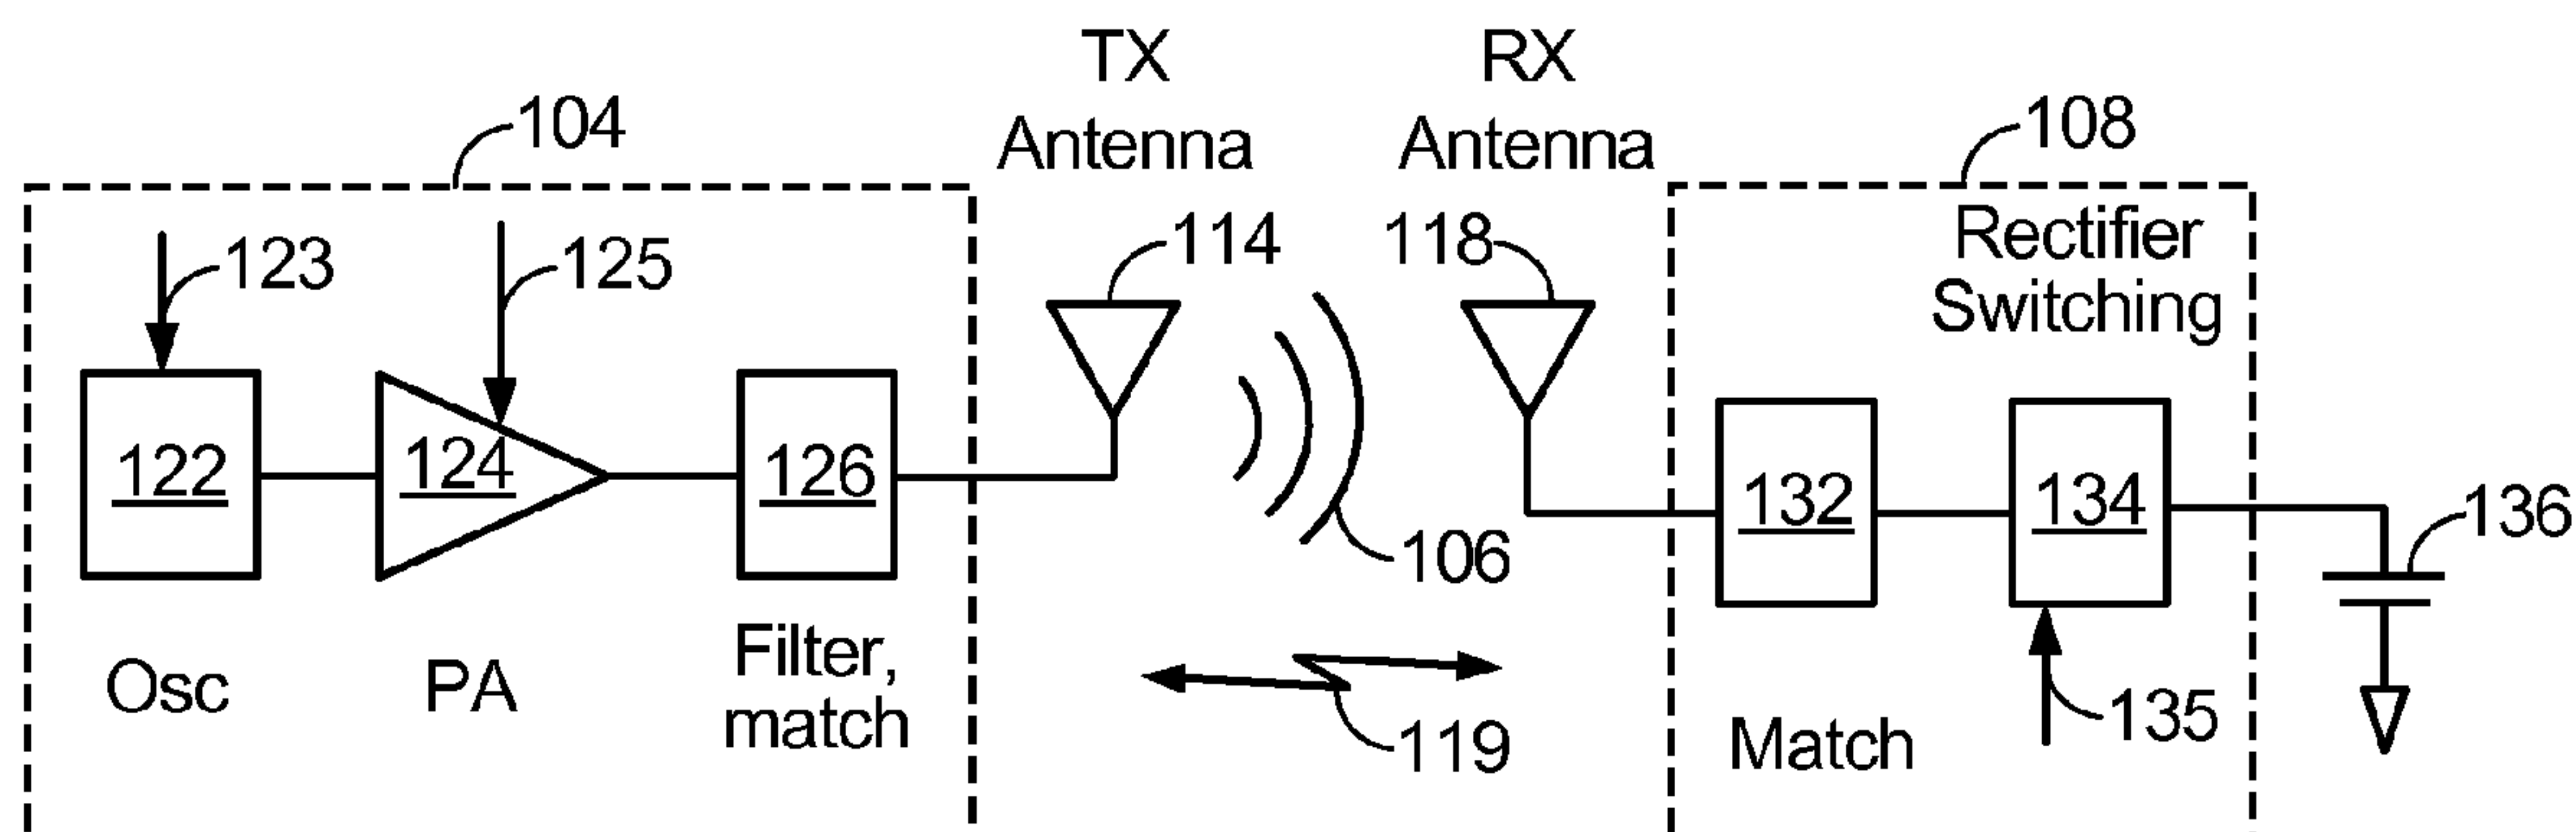 TX
Antenna
RX
Antenna
104
108
Rectifier
Switching
123
125
114
118
122
124
126
132
134
136
106
Osc
PA
Filter,
match
119
Match
135